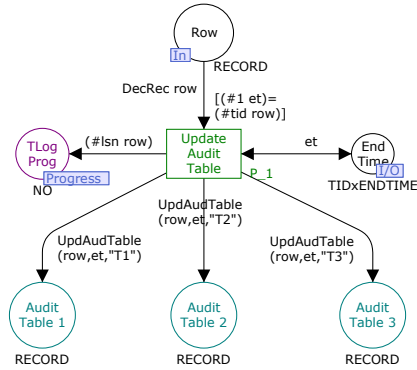 Row
In
RECORD
DecRec row
[(#1 et)=
(#tid row)]
TLog
Prog
Progress
NO
(#lsn row)
Update
Audit
Table
P_1
et
End
Time
I/O
TIDxENDTIME
UpdAudTable
(row,et,"T1")
UpdAudTable
(row,et,"T2")
UpdAudTable
(row,et,"T3")
Audit
Table 1
RECORD
Audit
Table 2
RECORD
Audit
Table 3
RECORD